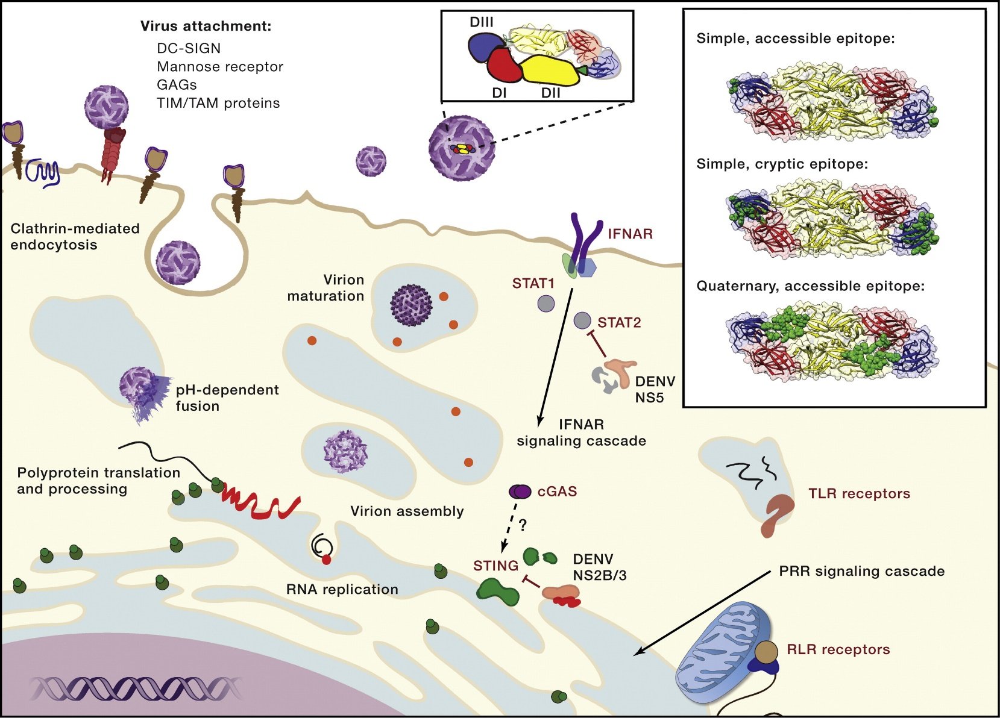 Virus attachment:
DC-SIGN
Mannose receptor
GAGs
TIM/TAM proteins
DIII
DI
DII
Simple, accessible epitope:
Simple, cryptic epitope:
Quaternary, accessible epitope:
Clathrin-mediated
endocytosis
IFNAR
Virion
maturation
STAT1
STAT2
DENV
NS5
pH-dependent
fusion
IFNAR
signaling cascade
Polyprotein translation
and processing
Virion assembly
cGAS
?
TLR receptors
STING
DENV
NS2B/3
RNA replication
PRR signaling cascade
RLR receptors